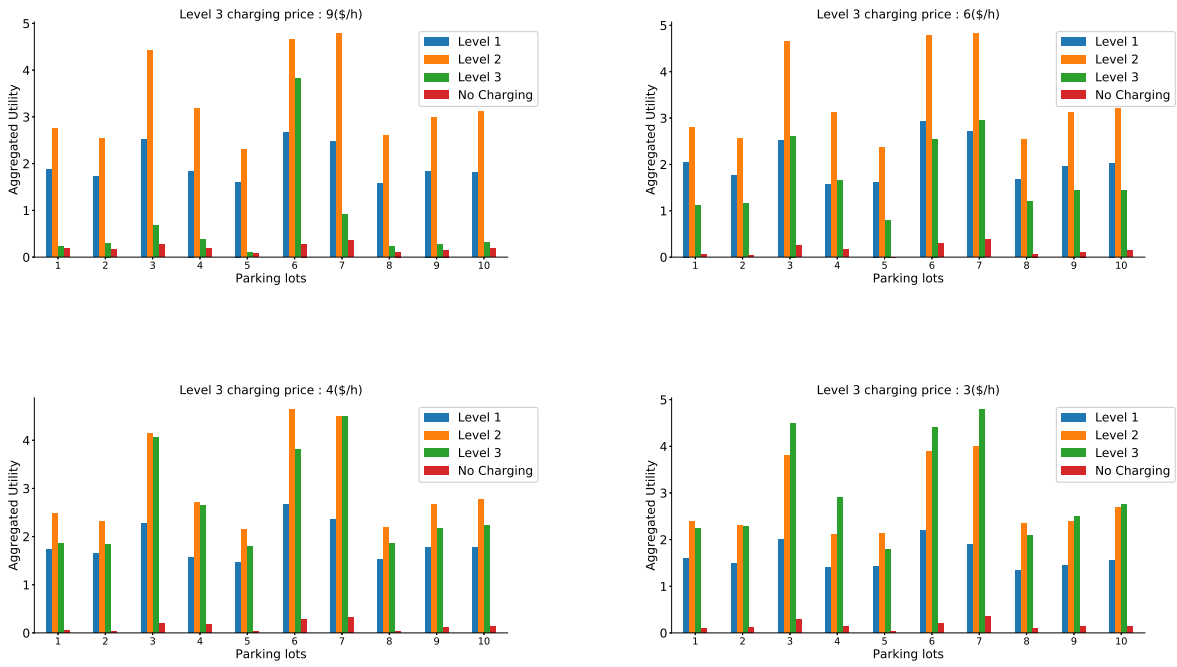 Level 3 charging price : 9($/h)
5
4
3
2
1
0
Aggregated Utility
Level 1
Level 2
Level 3
No Charging
1 2 3 4 5 6 7 8 9 10
Parking lots
Level 3 charging price : 6($/h)
5
4
3
2
1
0
Aggregated Utility
Level 1
Level 2
Level 3
No Charging
1 2 3 4 5 6 7 8 9 10
Parking lots
Level 3 charging price : 4($/h)
4
3
2
1
0
Aggregated Utility
Level 1
Level 2
Level 3
No Charging
1 2 3 4 5 6 7 8 9 10
Parking lots
Level 3 charging price : 3($/h)
5
4
3
2
1
0
Aggregated Utility
Level 1
Level 2
Level 3
No Charging
1 2 3 4 5 6 7 8 9 10
Parking lots